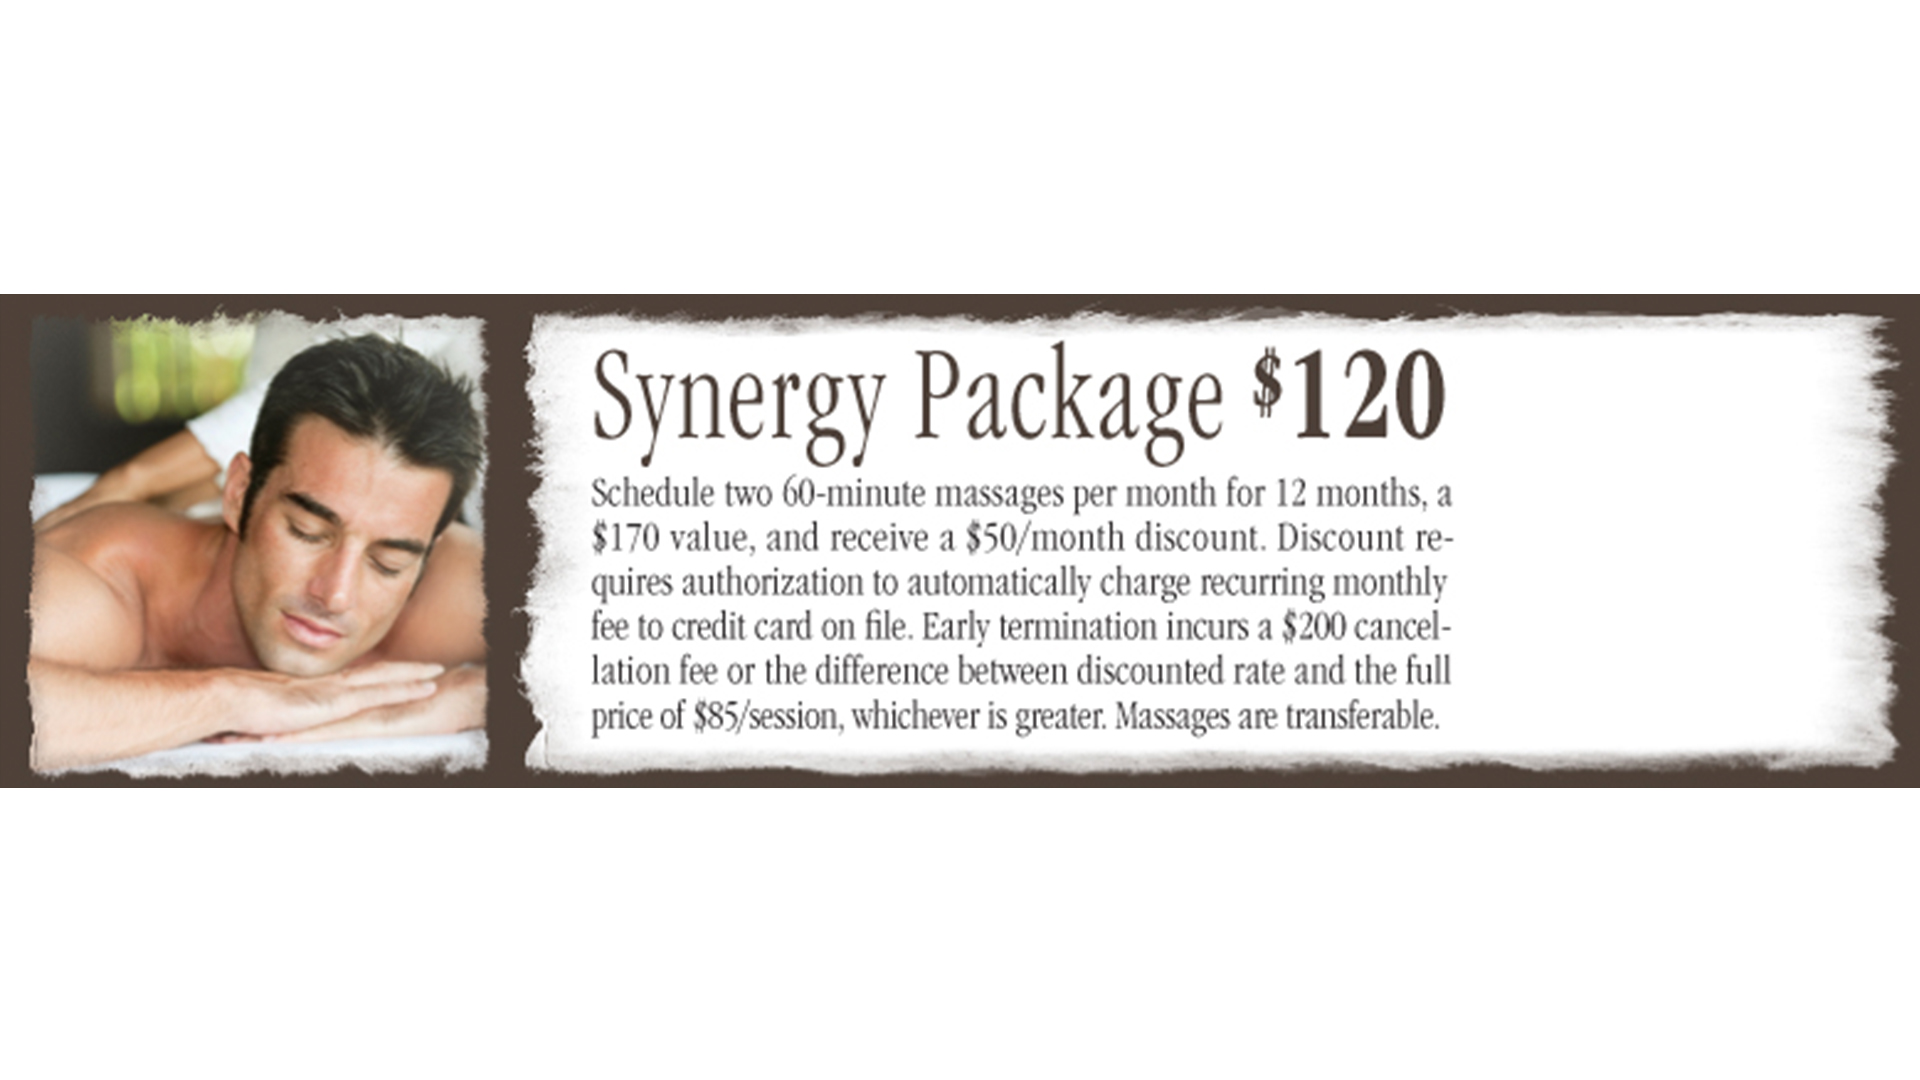 Synergy Package $120
Schedule two 60-minute massages per month for 12 months, a
$170 value, and receive a $50/month discount. Discount re-
quires authorization to automatically charge recurring monthly
fee to credit card on file. Early termination incurs a $200 cancel-
lation fee or the difference between discounted rate and the full
price of $85/session, whichever is greater. Massages are transferable.